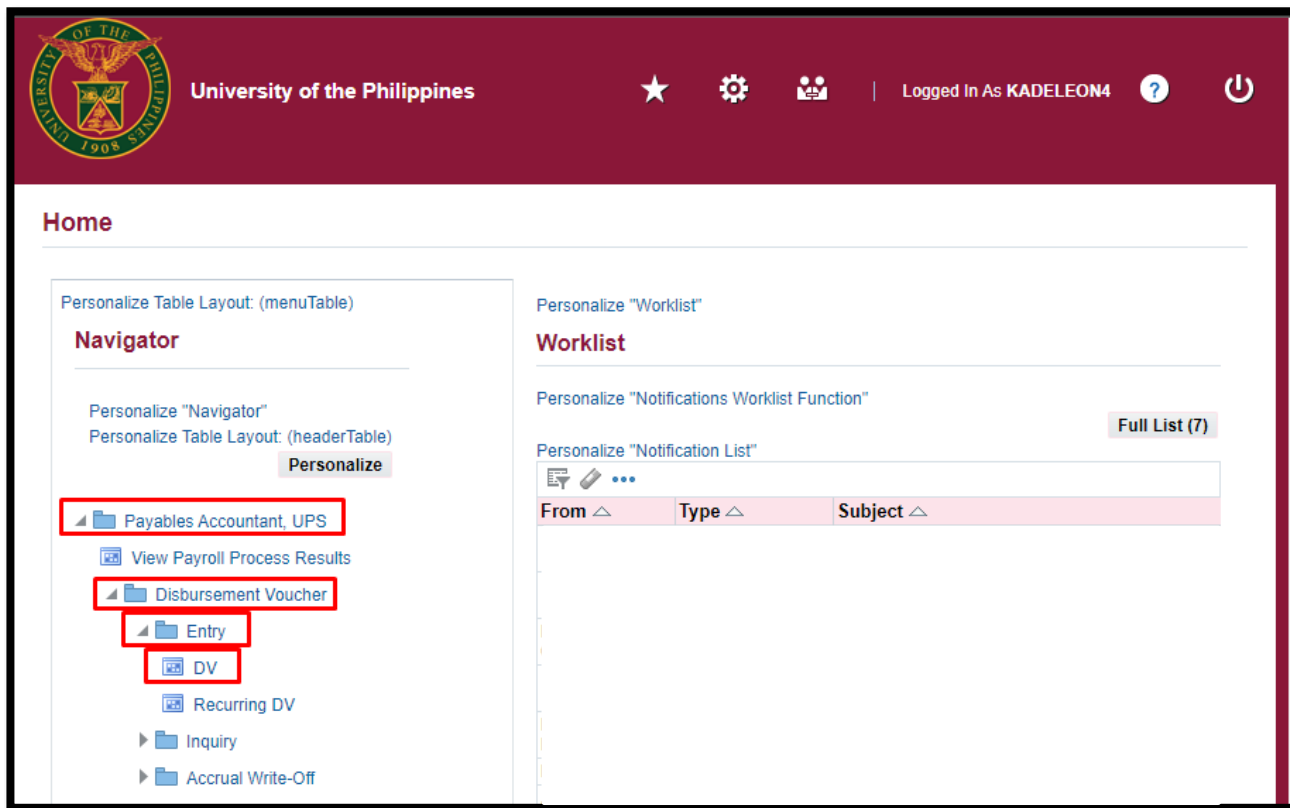 UNIVERSITY OF THE PHILIPPINES
1908
University of the Philippines
Logged In As KADELEON4
?
Home
Personalize Table Layout: (menuTable)
Navigator
Personalize "Navigator"
Personalize Table Layout: (headerTable)
Personalize
Payables Accountant, UPS
View Payroll Process Results
Disbursement Voucher
Entry
DV
Recurring DV
Inquiry
Accrual Write-Off
Personalize "Worklist"
Worklist
Personalize "Notifications Worklist Function"
Full List (7)
Personalize "Notification List"
From Type Subject